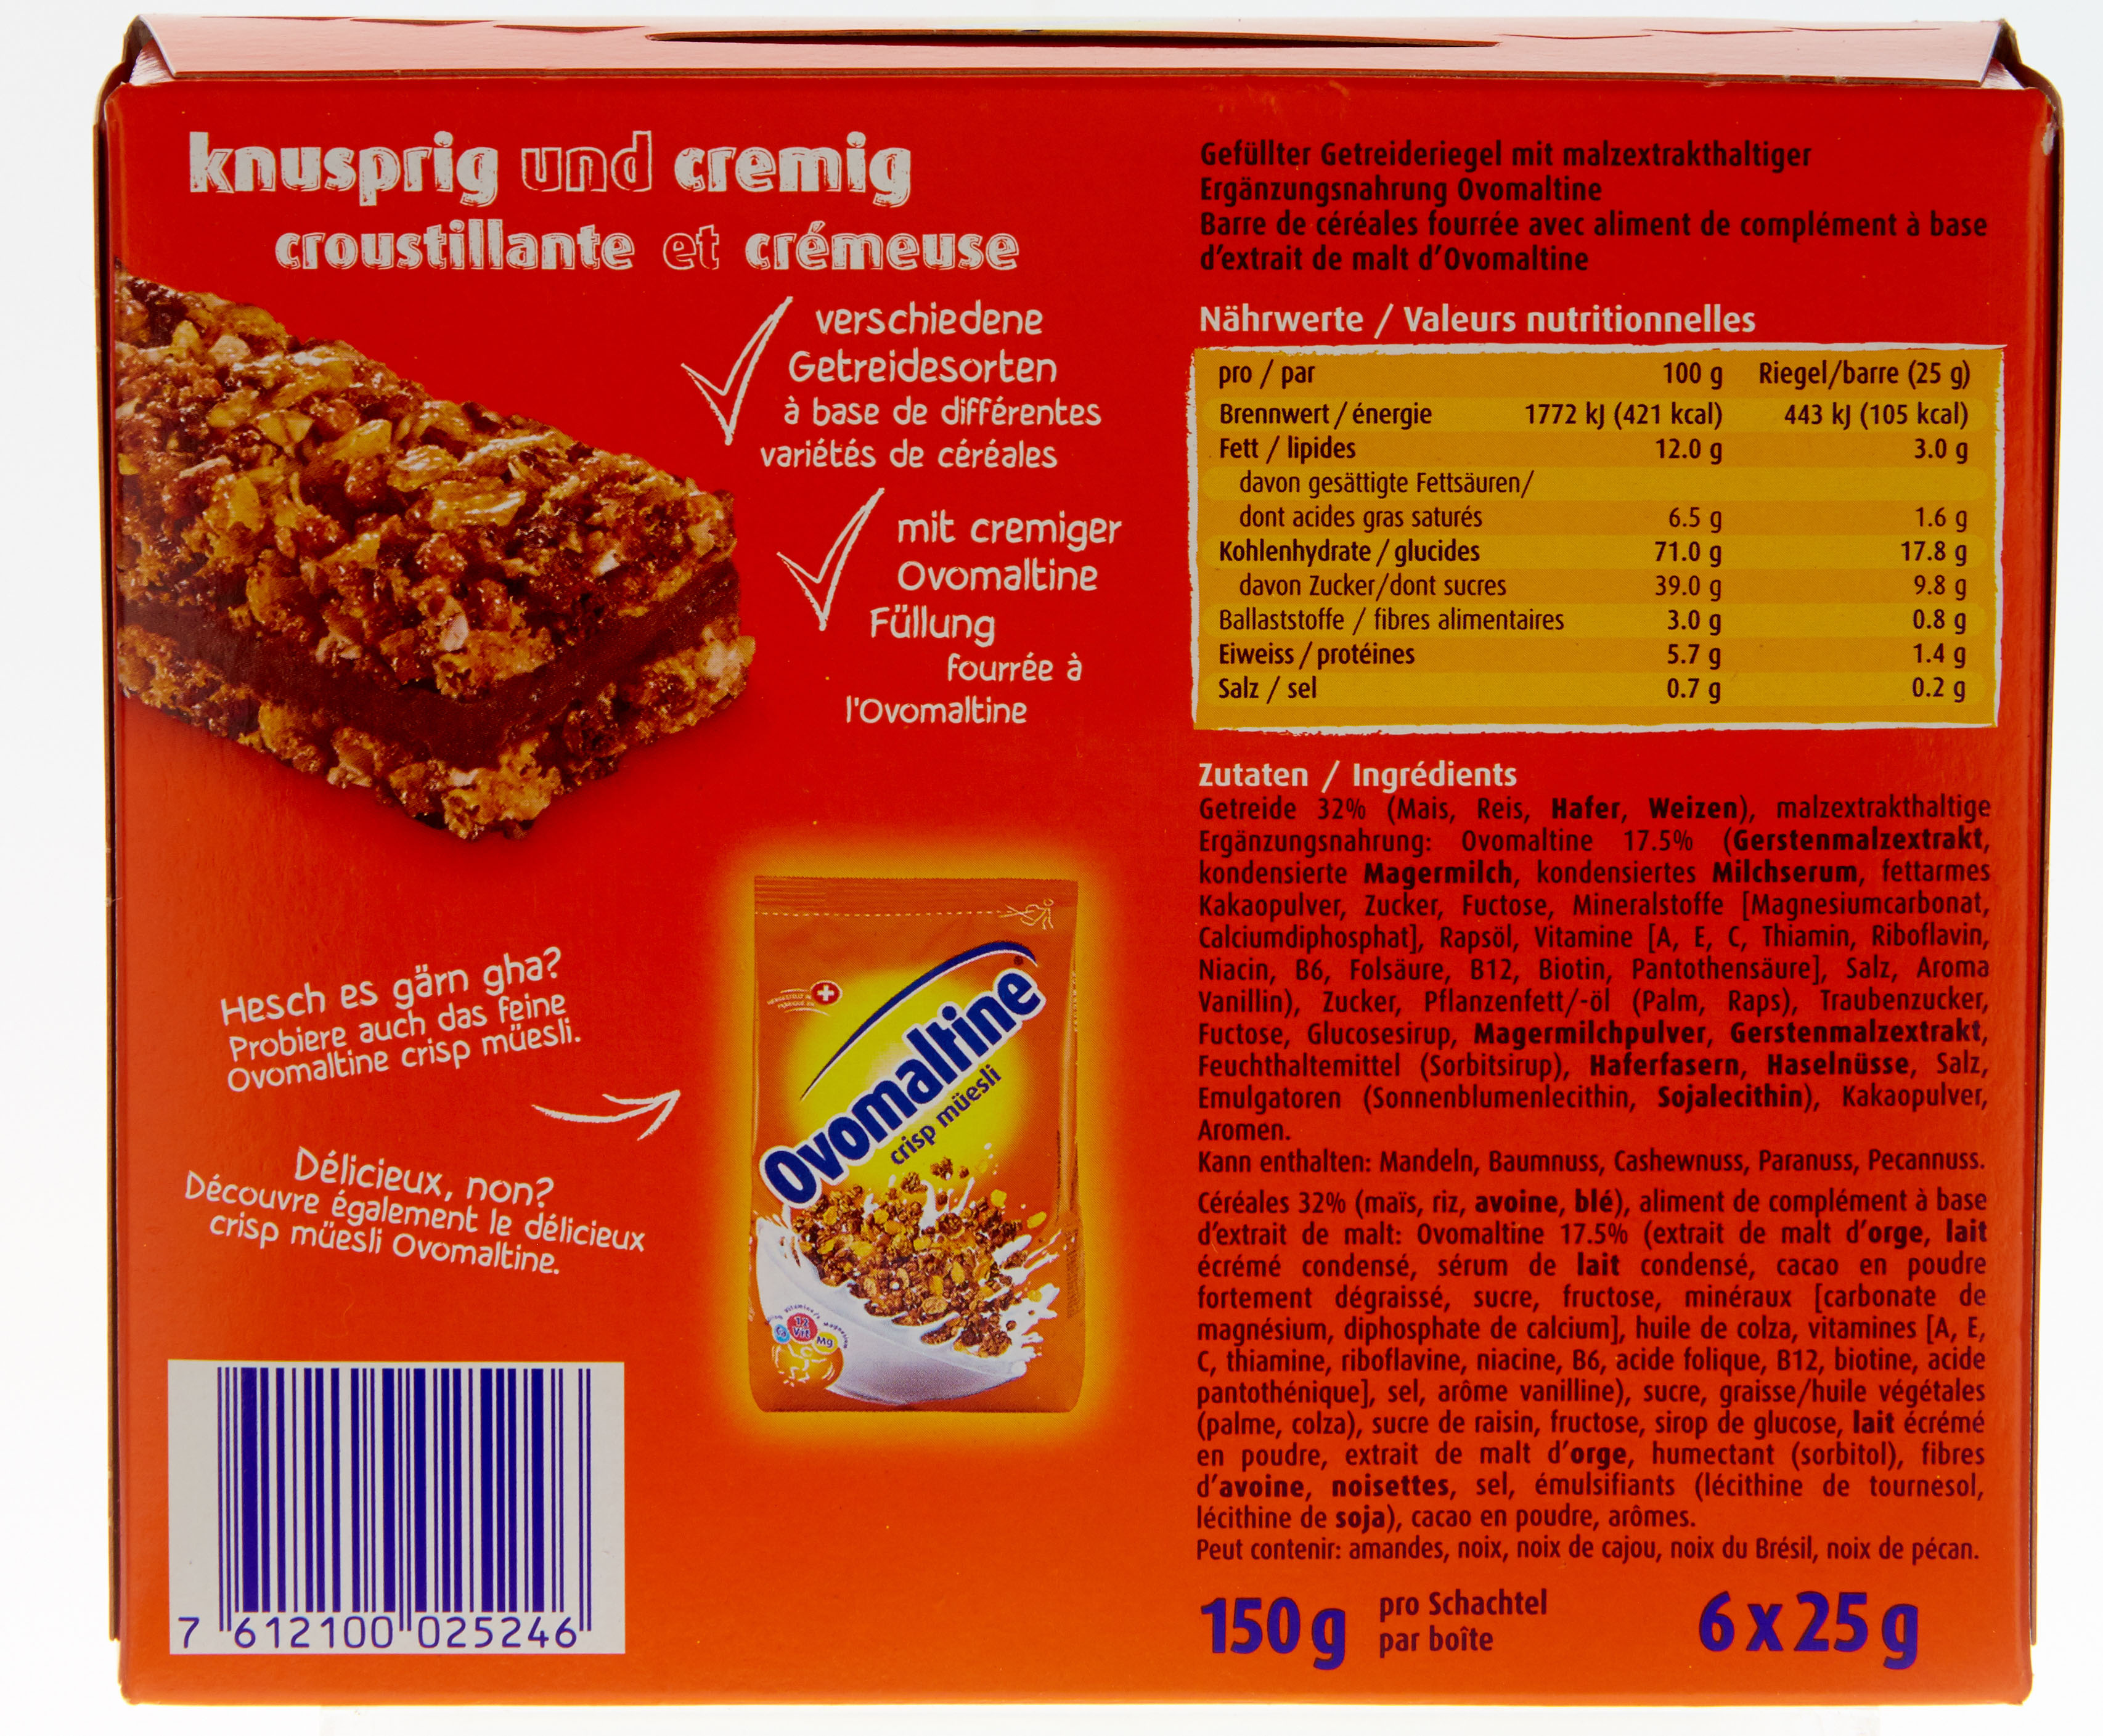 knusprig und cremig
croustillante et crémeuse
verschiedene
Getreidesorten
à base de différentes
variétés de céréales
mit cremiger
Ovomaltine
Füllung
fourrée à
l'Ovomaltine
Hesch es gärn gha?
Probiere auch das feine
Ovomaltine crisp müesli.
Délicieux, non?
Découvre également le délicieux
crisp müesli Ovomaltine.
Ovomaltine
crisp müesli
12
Vit
Mg
7 612100 025246
Gefüllter Getreideriegel mit malzextrakthaltiger
Ergänzungsnahrung Ovomaltine
Barre de céréales fourrée avec aliment de complément à base
d'extrait de malt d'Ovomaltine
Nährwerte / Valeurs nutritionnelles
pro / par 100 g Riegel/barre (25 g)
Brennwert / énergie 1772 kJ (421 kcal) 443 kJ (105 kcal)
Fett / lipides 12.0 g 3.0 g
davon gesättigte Fettsäuren/
dont acides gras saturés 6.5 g 1.6 g
Kohlenhydrate / glucides 71.0 g 17.8 g
davon Zucker/dont sucres 39.0 g 9.8 g
Ballaststoffe / fibres alimentaires 3.0 g 0.8 g
Eiweiss / protéines 5.7 g 1.4 g
Salz / sel 0.7 g 0.2 g
Zutaten / Ingrédients
Getreide 32% (Mais, Reis, Hafer, Weizen), malzextrakthaltige
Ergänzungsnahrung: Ovomaltine 17.5% (Gerstenmalzextrakt,
kondensierte Magermilch, kondensiertes Milchserum, fettarmes
Kakaopulver, Zucker, Fuctose, Mineralstoffe [Magnesiumcarbonat,
Calciumdiphosphat], Rapsöl, Vitamine [A, E, C, Thiamin, Riboflavin,
Niacin, B6, Folsäure, B12, Biotin, Pantothensäure], Salz, Aroma
Vanillin), Zucker, Pflanzenfett/-öl (Palm, Raps), Traubenzucker,
Fuctose, Glucosesirup, Magermilchpulver, Gerstenmalzextrakt,
Feuchthaltemittel (Sorbitsirup), Haferfasern, Haselnüsse, Salz,
Emulgatoren (Sonnenblumenlecithin, Sojalecithin), Kakaopulver,
Aromen.
Kann enthalten: Mandeln, Baumnuss, Cashewnuss, Paranuss, Pecannuss.
Céréales 32% (maïs, riz, avoine, blé), aliment de complément à base
d'extrait de malt: Ovomaltine 17.5% (extrait de malt d'orge, lait
écrémé condensé, sérum de lait condensé, cacao en poudre
fortement dégraissé, sucre, fructose, minéraux [carbonate de
magnésium, diphosphate de calcium], huile de colza, vitamines [A, E,
C, thiamine, riboflavine, niacine, B6, acide folique, B12, biotine, acide
pantothénique], sel, arôme vanilline), sucre, graisse/huile végétales
(palme, colza), sucre de raisin, fructose, sirop de glucose, lait écrémé
en poudre, extrait de malt d'orge, humectant (sorbitol), fibres
d'avoine, noisettes, sel, émulsifiants (lécithine de tournesol,
lécithine de soja), cacao en poudre, arômes.
Peut contenir: amandes, noix, noix de cajou, noix du Brésil, noix de pécan.
150 g pro Schachtel 6 x 25 g
par boîte